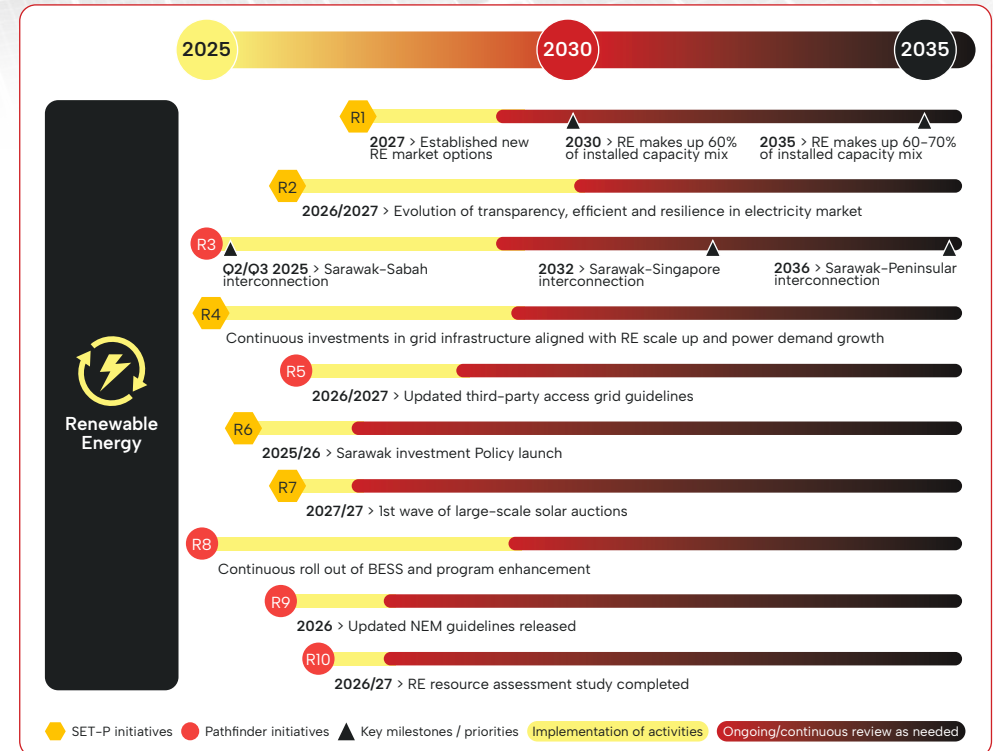 2025
2030
2035
Renewable
Energy
R1
2027 > Established new
RE market options
2030 > RE makes up 60%
of installed capacity mix
2035 > RE makes up 60-70%
of installed capacity mix
R2
2026/2027 > Evolution of transparency, efficient and resilience in electricity market
R3
Q2/Q3 2025 > Sarawak-Sabah
interconnection
2032 > Sarawak-Singapore
interconnection
2036 > Sarawak-Peninsular
interconnection
R4
Continuous investments in grid infrastructure aligned with RE scale up and power demand growth
R5
2026/2027 > Updated third-party access grid guidelines
R6
2025/26 > Sarawak investment Policy launch
R7
2027/27 > 1st wave of large-scale solar auctions
R8
Continuous roll out of BESS and program enhancement
R9
2026 > Updated NEM guidelines released
R10
2026/27 > RE resource assessment study completed
SET-P initiatives
Pathfinder initiatives
Key milestones / priorities
Implementation of activities
Ongoing/continuous review as needed